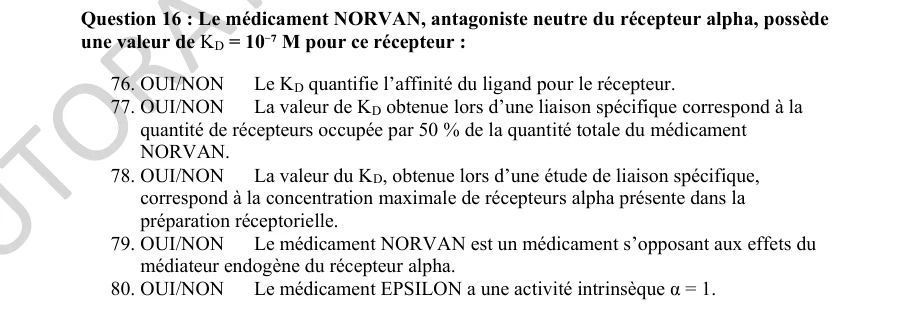 Question 16 : Le médicament NORVAN, antagoniste neutre du récepteur alpha, possède
une valeur de KD = 10⁻⁷ M pour ce récepteur :
76. OUI/NON Le KD quantifie l’affinité du ligand pour le récepteur.
77. OUI/NON La valeur de KD obtenue lors d’une liaison spécifique correspond à la
quantité de récepteurs occupée par 50 % de la quantité totale du médicament
NORVAN.
78. OUI/NON La valeur du KD, obtenue lors d’une étude de liaison spécifique,
correspond à la concentration maximale de récepteurs alpha présente dans la
préparation réceptorielle.
79. OUI/NON Le médicament NORVAN est un médicament s’opposant aux effets du
médiateur endogène du récepteur alpha.
80. OUI/NON Le médicament EPSILON a une activité intrinsèque α = 1.